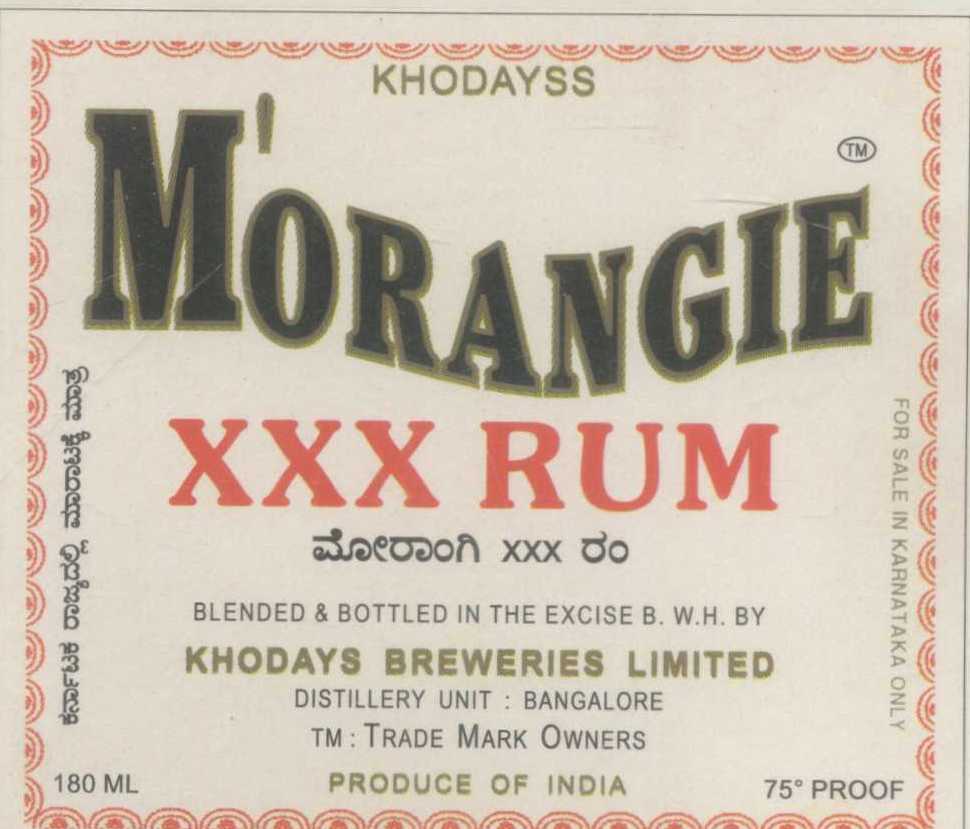 KHODAYSS
M'ORANGIE
TM
XXX RUM
ಮೋರಾಂಗಿ xxx ರಂ
BLENDED & BOTTLED IN THE EXCISE B. W.H. BY
KHODAYS BREWERIES LIMITED
DISTILLERY UNIT : BANGALORE
TM : TRADE MARK OWNERS
180 ML
PRODUCE OF INDIA
75° PROOF
ಕರ್ನಾಟಕ ರಾಜ್ಯದಲ್ಲಿ ಮಾರಾಟಕ್ಕೆ ಮಾತ್ರ
FOR SALE IN KARNATAKA ONLY